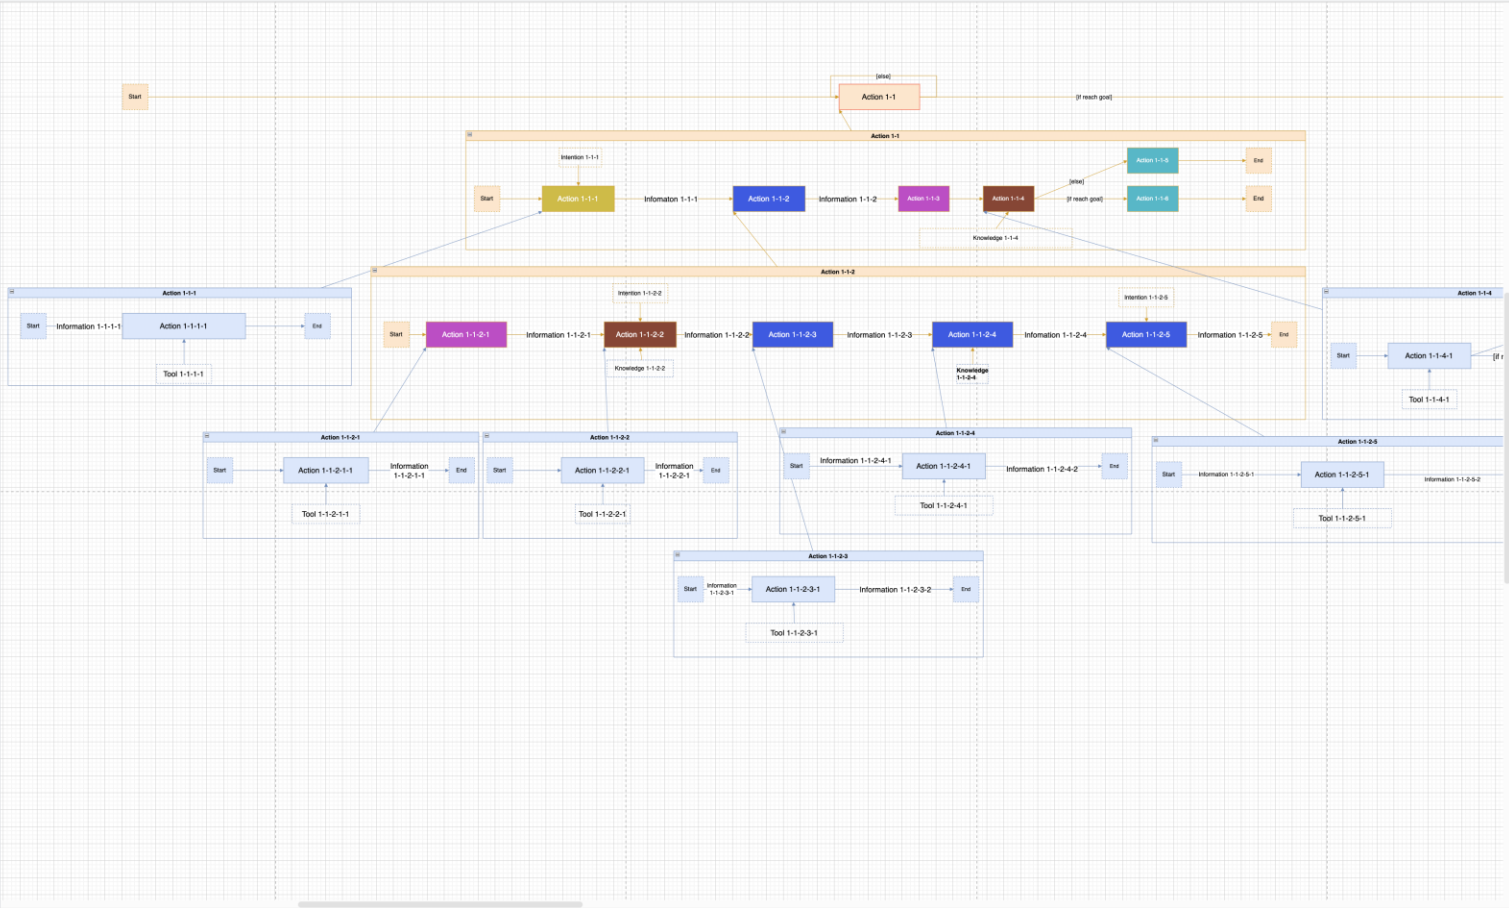 [else]
Start
Action 1-1
[if reach goal]
Action 1-1
Intention 1-1-1
Action 1-1-5
End
[else]
Start
Action 1-1-1
Infomaton 1-1-1
Action 1-1-2
Information 1-1-2
Action 1-1-3
Action 1-1-4
[if reach goal]
Action 1-1-6
End
Knowledge 1-1-4
Action 1-1-2
Action 1-1-1
Action 1-1-4
Intention 1-1-2-2
Intention 1-1-2-5
Start
Information 1-1-1-1
Action 1-1-1-1
End
Start
Action 1-1-2-1
Information 1-1-2-1
Action 1-1-2-2
Information 1-1-2-2
Action 1-1-2-3
Information 1-1-2-3
Action 1-1-2-4
Infomation 1-1-2-4
Action 1-1-2-5
Information 1-1-2-5
End
Start
Action 1-1-4-1
Tool 1-1-1-1
Knowledge 1-1-2-2
Knowledge
1-1-2-4
Tool 1-1-4-1
Action 1-1-2-1
Action 1-1-2-2
Action 1-1-2-4
Action 1-1-2-5
Start
Action 1-1-2-1-1
Information
1-1-2-1-1
End
Start
Action 1-1-2-2-1
Information
1-1-2-2-1
End
Start
Information 1-1-2-4-1
Action 1-1-2-4-1
Information 1-1-2-4-2
End
Start
Information 1-1-2-5-1
Action 1-1-2-5-1
Information 1-1-2-5-2
Tool 1-1-2-1-1
Tool 1-1-2-2-1
Tool 1-1-2-4-1
Tool 1-1-2-5-1
Action 1-1-2-3
Start
Information
1-1-2-3-1
Action 1-1-2-3-1
Information 1-1-2-3-2
End
Tool 1-1-2-3-1